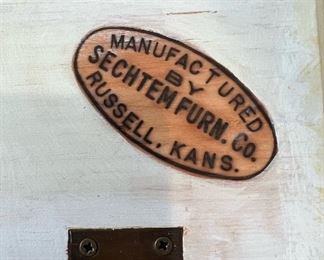 MANUFACTURED
BY
SECHTEM FURN. CO.
RUSSELL, KANS.